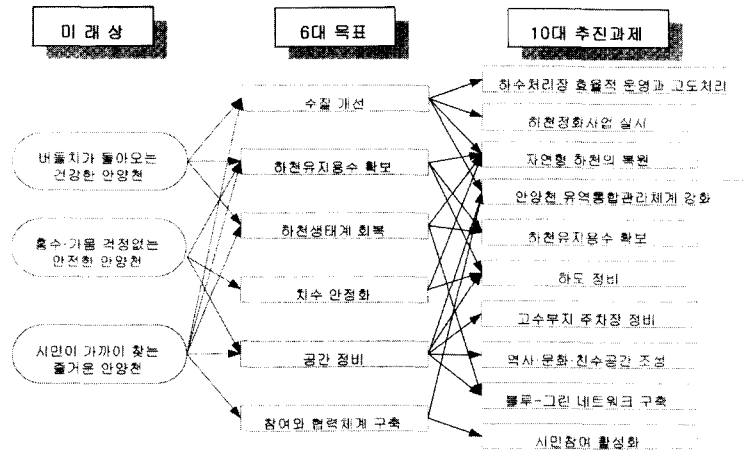 미 래 상
6대 목표
10대 추진과제
버들치가 돌아오는
건강한 안양천
홍수·가뭄 걱정없는
안전한 안양천
시민이 가까이 찾는
즐거운 안양천
수질 개선
하천유지용수 확보
하천생태계 회복
치수 안정화
공간 정비
참여와 협력체계 구축
하수처리장 효율적 운영과 고도처리
하천정화사업 실시
자연형 하천의 복원
안양천 유역통합관리체계 강화
하천유지용수 확보
하도 정비
고수부지 주차장 정비
역사·문화·친수공간 조성
블루-그린 네트워크 구축
시민참여 활성화